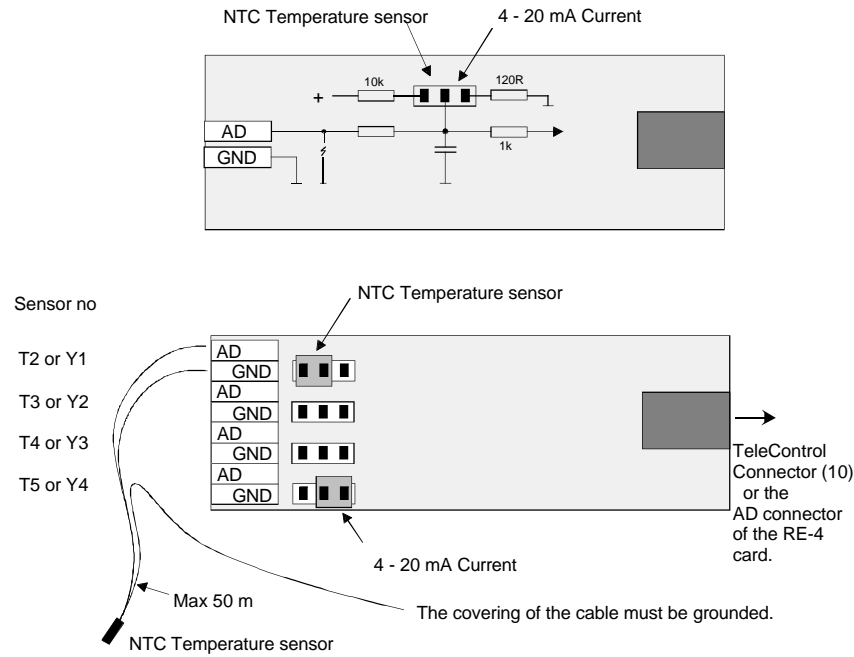 NTC Temperature sensor
4 - 20 mA Current
10k
120R
+
AD
GND
1k
NTC Temperature sensor
Sensor no
T2 or Y1
AD
GND
T3 or Y2
AD
GND
T4 or Y3
AD
GND
T5 or Y4
AD
GND
TeleControl
Connector (10)
or the
AD connector
of the RE-4
card.
4 - 20 mA Current
Max 50 m
The covering of the cable must be grounded.
NTC Temperature sensor